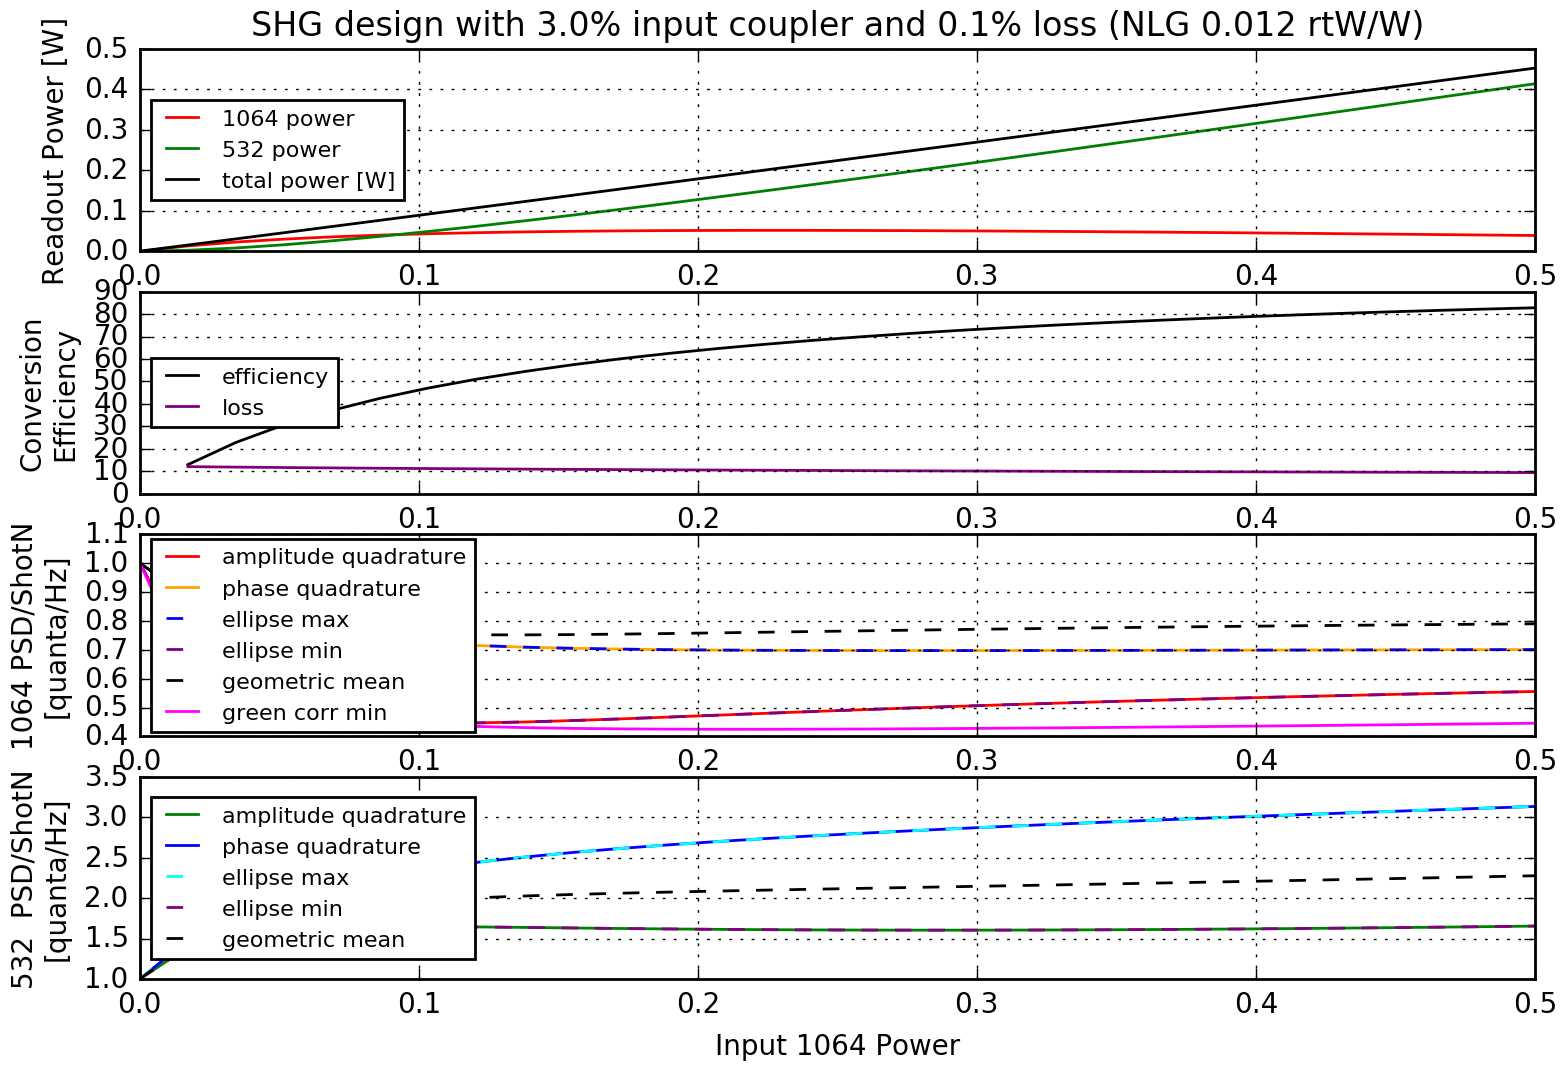 SHG design with 3.0% input coupler and 0.1% loss (NLG 0.012 rtW/W)
Readout Power [W]
0.5
0.4
0.3
0.2
0.1
0.0
1064 power
532 power
total power [W]
0.0 0.1 0.2 0.3 0.4 0.5
Conversion
Efficiency
90
80
70
60
50
40
30
20
10
0
efficiency
loss
0.0 0.1 0.2 0.3 0.4 0.5
1064 PSD/ShotN
[quanta/Hz]
1.1
1.0
0.9
0.8
0.7
0.6
0.5
0.4
amplitude quadrature
phase quadrature
ellipse max
ellipse min
geometric mean
green corr min
0.0 0.1 0.2 0.3 0.4 0.5
532 PSD/ShotN
[quanta/Hz]
3.5
3.0
2.5
2.0
1.5
1.0
amplitude quadrature
phase quadrature
ellipse max
ellipse min
geometric mean
0.0 0.1 0.2 0.3 0.4 0.5
Input 1064 Power